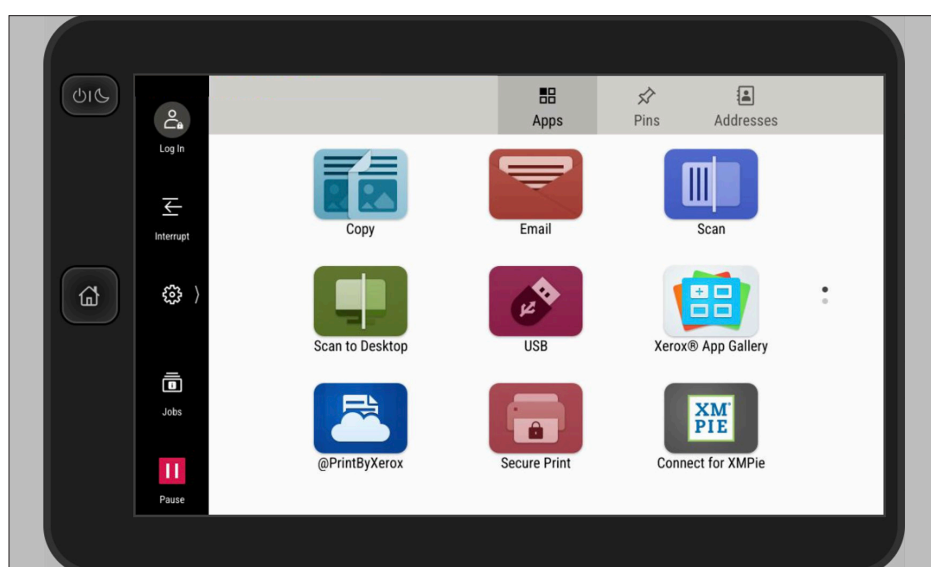 Apps
Pins
Addresses
Log In
Interrupt
Jobs
Pause
Copy
Email
Scan
Scan to Desktop
USB
Xerox® App Gallery
@PrintByXerox
Secure Print
XM
PIE
Connect for XMPie